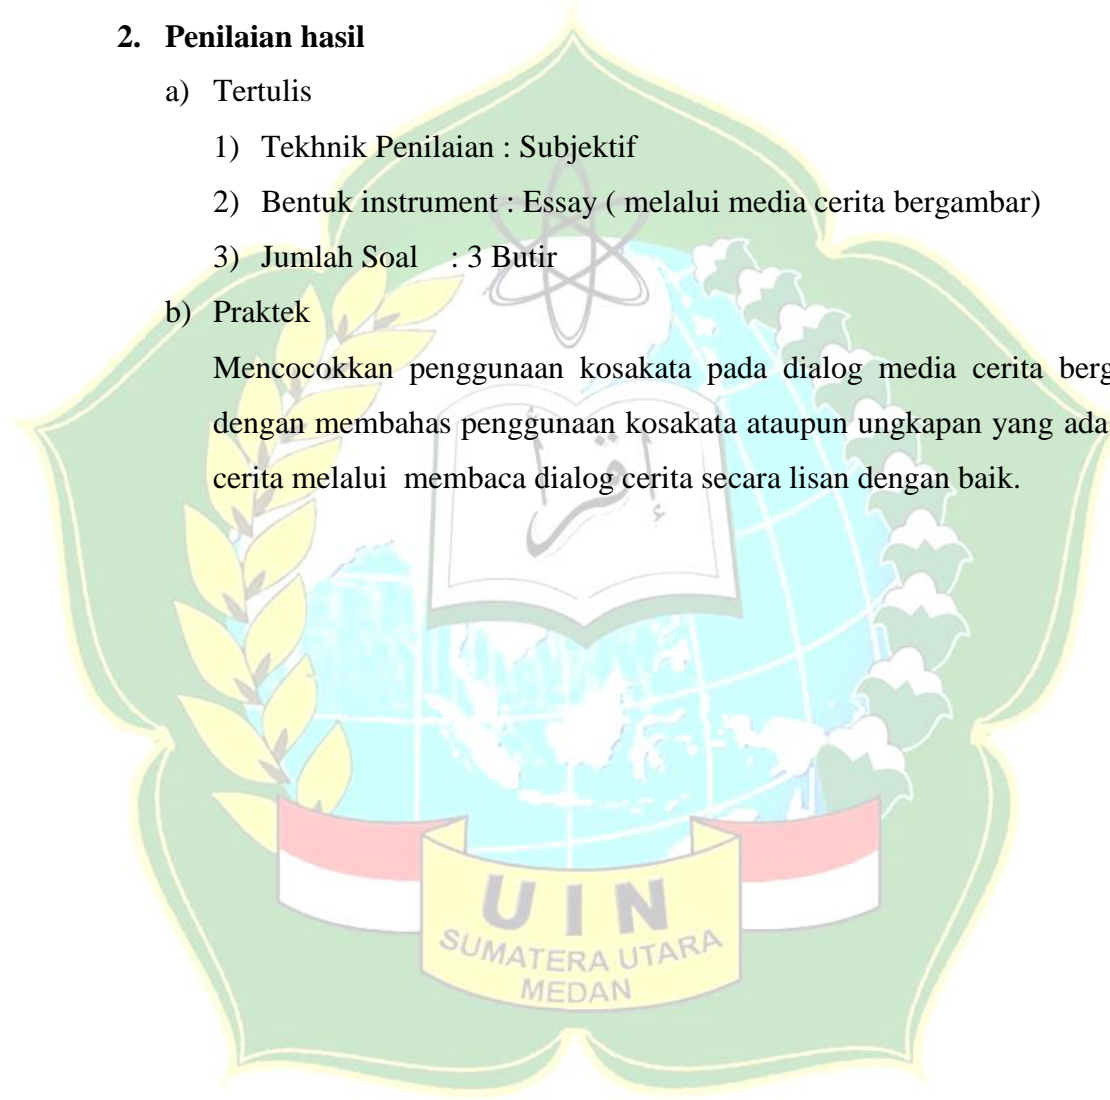 2. Penilaian hasil
a) Tertulis
1) Tekhnik Penilaian : Subjektif
2) Bentuk instrument : Essay ( melalui media cerita bergambar)
3) Jumlah Soal : 3 Butir
b) Praktek
Mencocokkan penggunaan kosakata pada dialog media cerita berg
dengan membahas penggunaan kosakata ataupun ungkapan yang ada
cerita melalui membaca dialog cerita secara lisan dengan baik.
إقرأ
UIN
SUMATERA UTARA
MEDAN